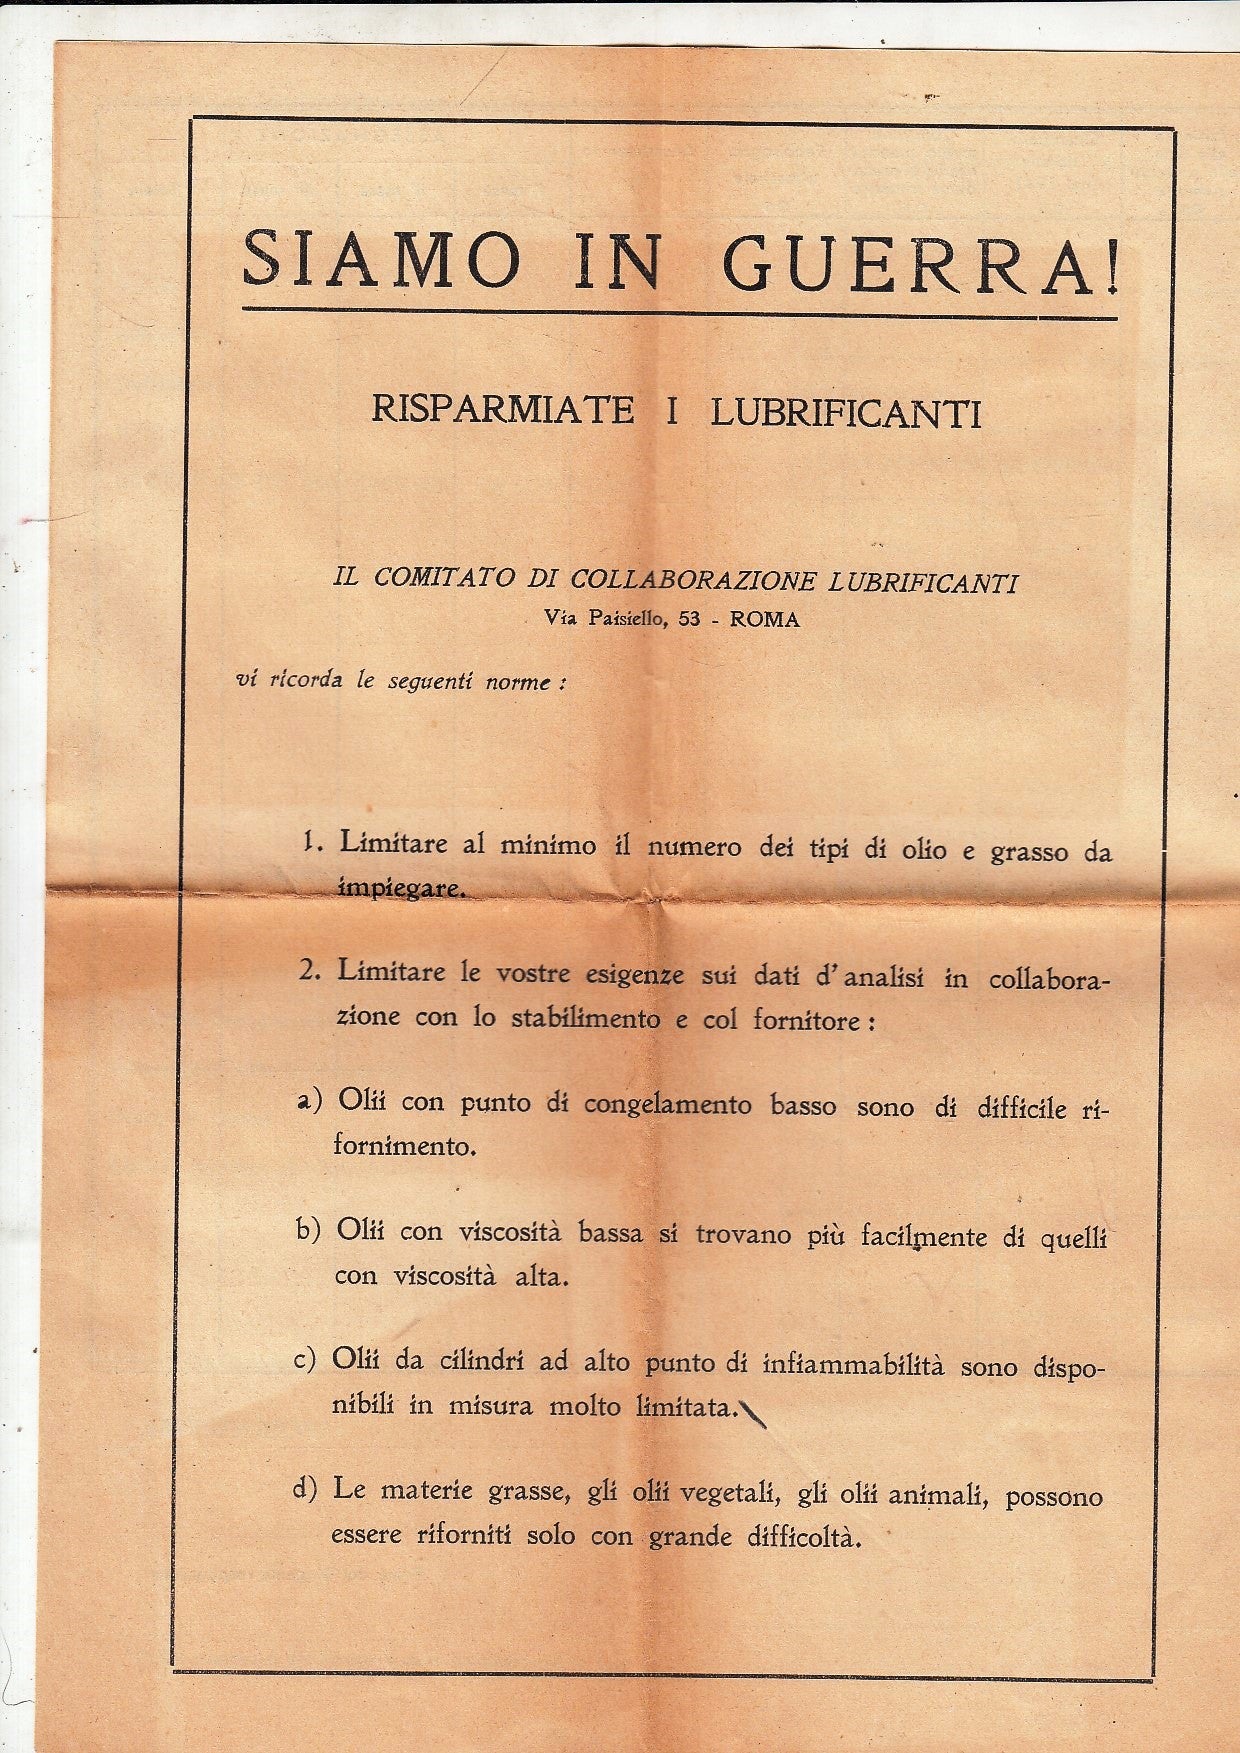 SIAMO IN GUERRA!
RISPARMIATE I LUBRIFICANTI
IL COMITATO DI COLLABORAZIONE LUBRIFICANTI
Via Paisiello, 53 - ROMA
vi ricorda le seguenti norme :
1. Limitare al minimo il numero dei tipi di olio e grasso da
impiegare.
2. Limitare le vostre esigenze sui dati d'analisi in collabora-
zione con lo stabilimento e col fornitore :
a) Olii con punto di congelamento basso sono di difficile ri-
fornimento.
b) Olii con viscosità bassa si trovano più facilmente di quelli
con viscosità alta.
c) Olii da cilindri ad alto punto di infiammabilità sono dispo-
nibili in misura molto limitata.
d) Le materie grasse, gli olii vegetali, gli olii animali, possono
essere riforniti solo con grande difficoltà.